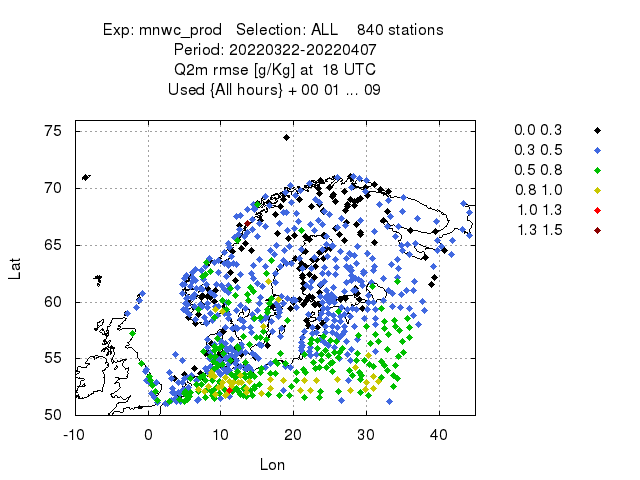 Exp: mnwc_prod Selection: ALL 840 stations
Period: 20220322-20220407
Q2m rmse [g/Kg] at 18 UTC
Used {All hours} + 00 01 ... 09
75
70
65
60
55
50
-10 0 10 20 30 40
Lat
Lon
0.0 0.3
0.3 0.5
0.5 0.8
0.8 1.0
1.0 1.3
1.3 1.5